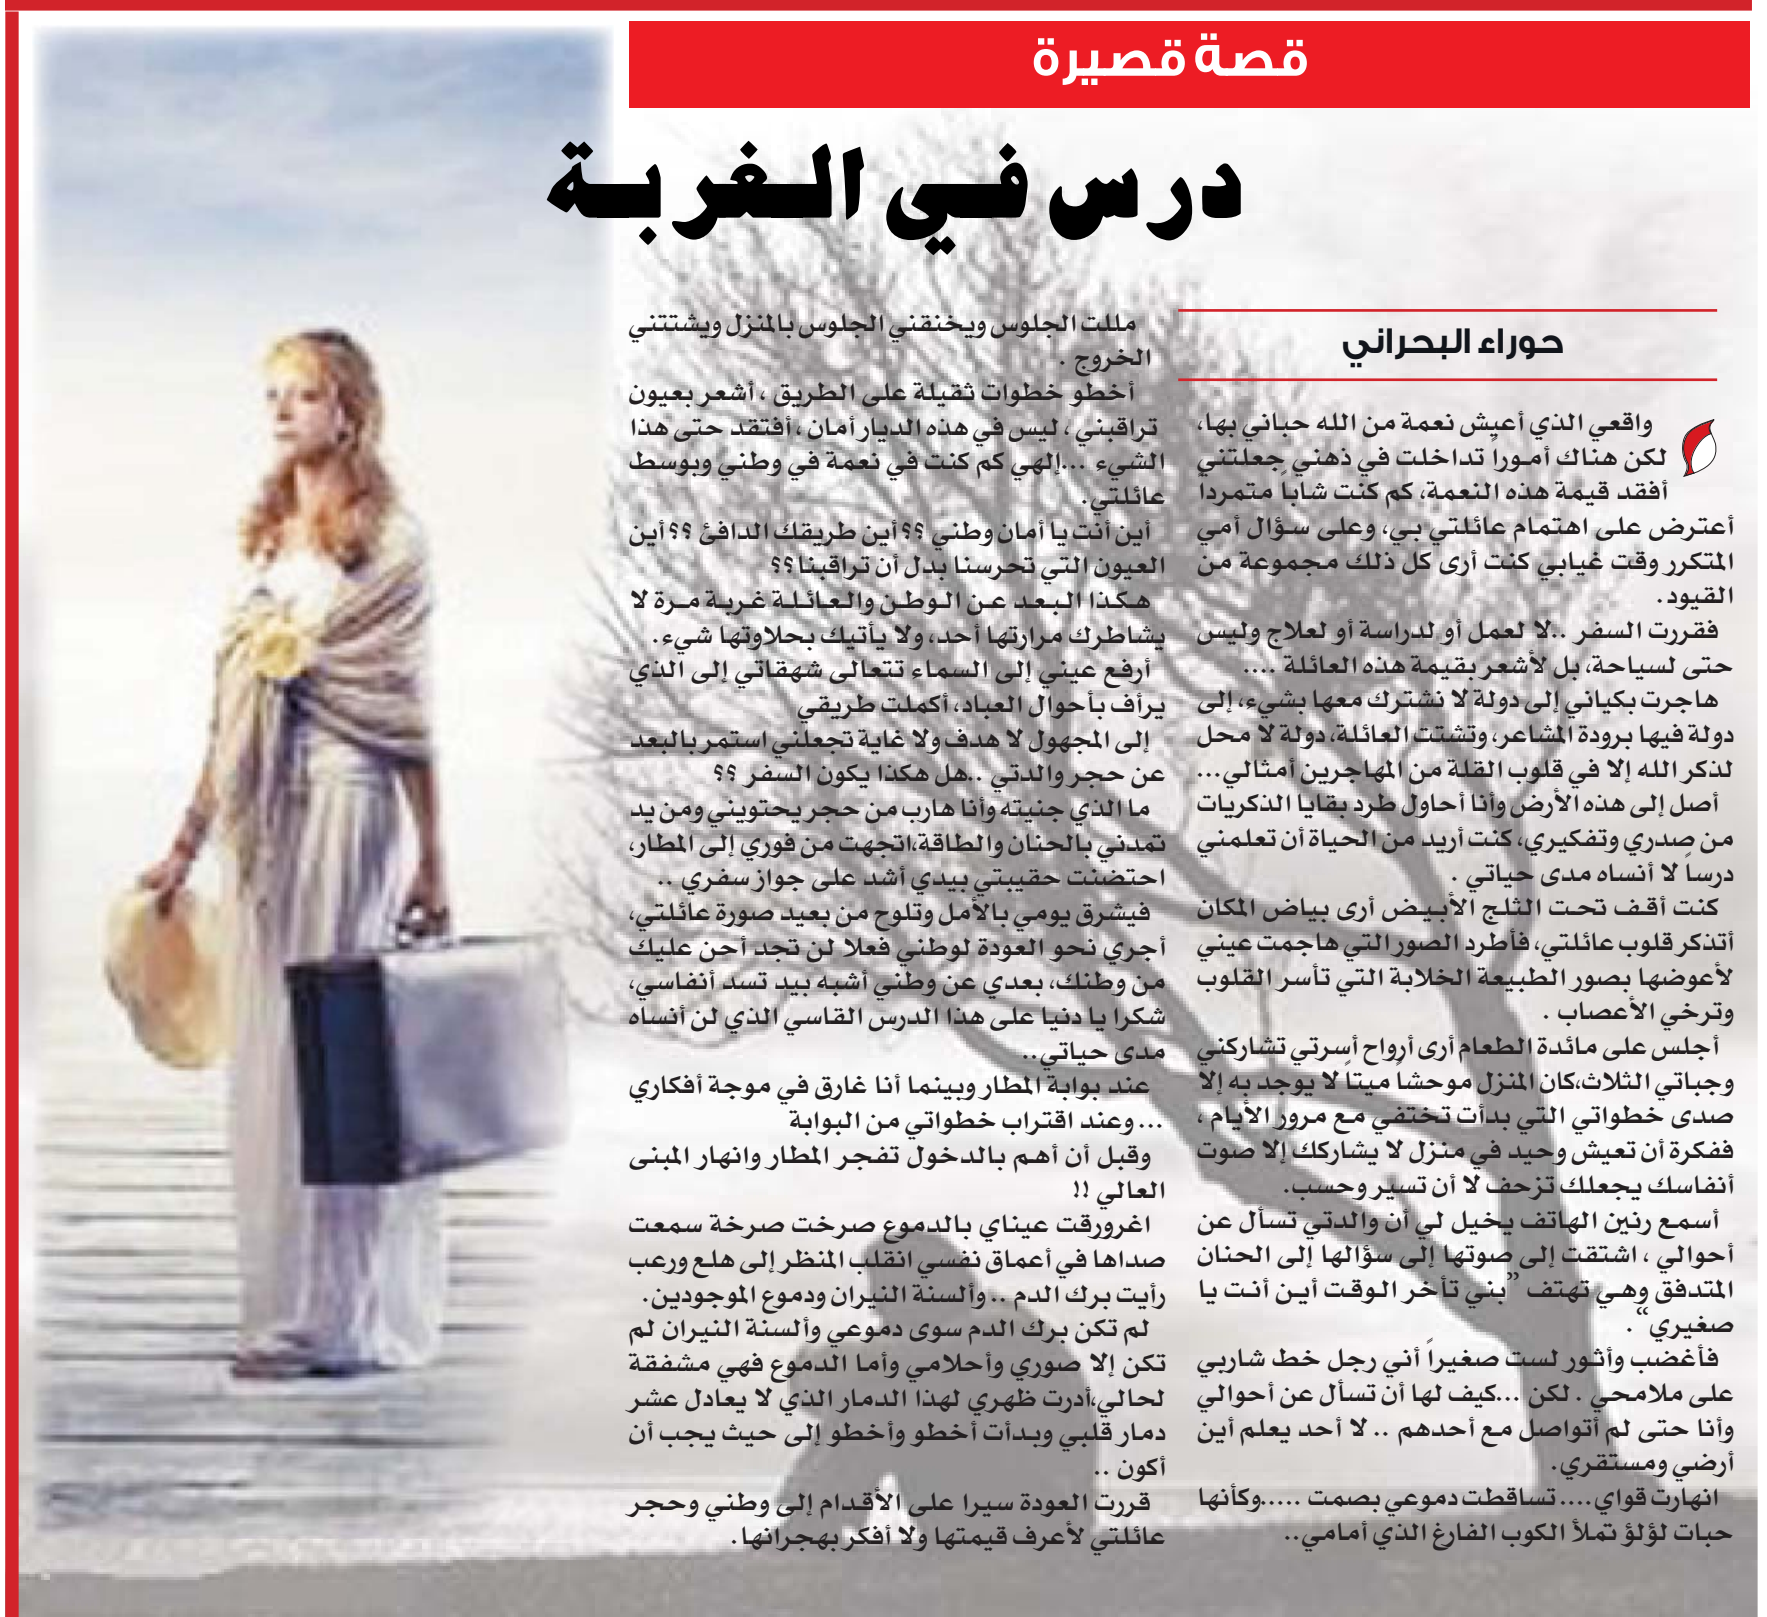 قصة قصيرة
درس في الغربة
حوراء البحراني
واقعي الذي أعيش نعمة من الله حباني بها،
لكن هناك أموراً تداخلت في ذهني جعلتني
أفقد قيمة هذه النعمة، كم كنت شاباً متمردا
أعترض على اهتمام عائلتي بي، وعلى سؤال أمي
المتكرر وقت غيابي كنت أرى كل ذلك مجموعة من
القيود.
فقررت السفر ..لا لعمل أو لدراسة أو لعلاج وليس
حتى لسياحة، بل لأشعر بقيمة هذه العائلة ....
هاجرت بكياني إلى دولة لا نشترك معها بشيء، إلى
دولة فيها برودة المشاعر، وتشتت العائلة، دولة لا محل
لذكر الله إلا في قلوب القلة من المهاجرين أمثالي...
أصل إلى هذه الأرض وأنا أحاول طرد بقايا الذكريات
من صدري وتفكيري، كنت أريد من الحياة أن تعلمني
درساً لا أنساه مدى حياتي .
كنت أقف تحت الثلج الأبيض أرى بياض المكان
أتذكر قلوب عائلتي، فأطرد الصور التي هاجمت عيني
لأعوضها بصور الطبيعة الخلابة التي تأسر القلوب
وترخي الأعصاب .
أجلس على مائدة الطعام أرى أرواح أسرتي تشاركني
وجباتي الثلاث،كان المنزل موحشاً ميتاً لا يوجد به إلا
صدى خطواتي التي بدأت تختفي مع مرور الأيام ،
ففكرة أن تعيش وحيد في منزل لا يشاركك إلا صوت
أنفاسك يجعلك تزحف لا أن تسير وحسب.
أسمع رنين الهاتف يخيل لي أن والدتي تسأل عن
أحوالي ، اشتقت إلى صوتها إلى سؤالها إلى الحنان
المتدفق وهي تهتف ”بني تأخر الوقت أين أنت يا
صغيري“ .
فأغضب وأثور لست صغيراً أني رجل خط شاربي
على ملامحي . لكن ...كيف لها أن تسأل عن أحوالي
وأنا حتى لم أتواصل مع أحدهم .. لا أحد يعلم أين
أرضي ومستقري.
انهارت قواي.... تساقطت دموعي بصمت .....وكأنها
حبات لؤلؤ تملأ الكوب الفارغ الذي أمامي..
مللت الجلوس ويخنقني الجلوس بالمنزل ويشتتني
الخروج .
أخطو خطوات ثقيلة على الطريق ، أشعر بعيون
تراقبني ، ليس في هذه الديار أمان ، أفتقد حتى هذا
الشيء ...إلهي كم كنت في نعمة في وطني وبوسط
عائلتي.
أين أنت يا أمان وطني ؟؟ أين طريقك الدافئ ؟؟ أين
العيون التي تحرسنا بدل أن تراقبنا ؟؟
هكذا البعد عن الوطن والعائلة غربة مرة لا
يشاطرك مرارتها أحد، ولا يأتيك بحلاوتها شيء.
أرفع عيني إلى السماء تتعالى شهقاتي إلى الذي
يرأف بأحوال العباد، أكملت طريقي
إلى المجهول لا هدف ولا غاية تجعلني استمر بالبعد
عن حجر والدتي ..هل هكذا يكون السفر ؟؟
ما الذي جنيته وأنا هارب من حجر يحتويني ومن يد
تمدني بالحنان والطاقة،اتجهت من فوري إلى المطار،
احتضنت حقيبتي بيدي أشد على جواز سفري ..
فيشرق يومي بالأمل وتلوح من بعيد صورة عائلتي،
أجري نحو العودة لوطني فعلا لن تجد أحن عليك
من وطنك، بعدي عن وطني أشبه بيد تسد أنفاسي،
شكرا يا دنيا على هذا الدرس القاسي الذي لن أنساه
مدى حياتي..
عند بوابة المطار وبينما أنا غارق في موجة أفكاري
... وعند اقتراب خطواتي من البوابة
وقبل أن أهم بالدخول تفجر المطار وانهار المبنى
العالي !!
اغرورقت عيناي بالدموع صرخت صرخة سمعت
صداها في أعماق نفسي انقلب المنظر إلى هلع ورعب
رأيت برك الدم .. وألسنة النيران ودموع الموجودين.
لم تكن برك الدم سوى دموعي وألسنة النيران لم
تكن إلا صوري وأحلامي وأما الدموع فهي مشفقة
لحالي،أدرت ظهري لهذا الدمار الذي لا يعادل عشر
دمار قلبي وبدأت أخطو وأخطو إلى حيث يجب أن
أكون ..
قررت العودة سيرا على الأقدام إلى وطني وحجر
عائلتي لأعرف قيمتها ولا أفكر بهجرانها.